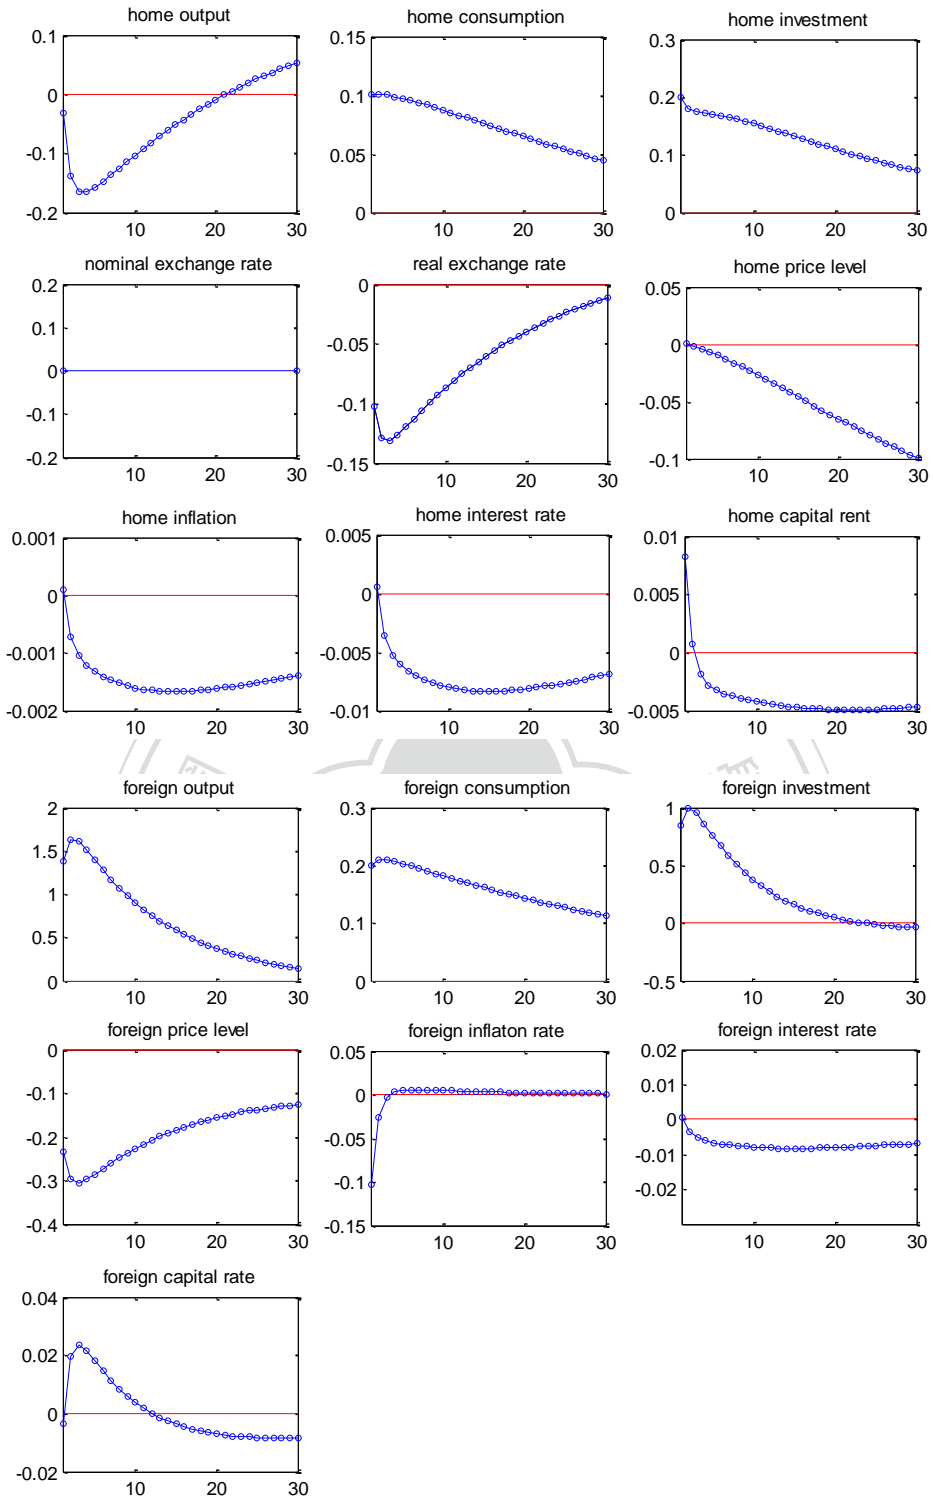 home output
home consumption
home investment
0.1
0
-0.1
-0.2
10 20 30
0.15
0.1
0.05
0
10 20 30
0.3
0.2
0.1
0
10 20 30
nominal exchange rate
real exchange rate
home price level
0.2
0.1
0
-0.1
-0.2
10 20 30
0
-0.05
-0.1
-0.15
10 20 30
0.05
0
-0.05
-0.1
10 20 30
home inflation
home interest rate
home capital rent
0.001
0
-0.001
-0.002
10 20 30
0.005
0
-0.005
-0.01
10 20 30
0.01
0.005
0
-0.005
10 20 30
foreign output
foreign consumption
foreign investment
2
1.5
1
0.5
0
10 20 30
0.3
0.2
0.1
0
10 20 30
1
0.5
0
-0.5
10 20 30
foreign price level
foreign inflaton rate
foreign interest rate
0
-0.1
-0.2
-0.3
-0.4
10 20 30
0.05
0
-0.05
-0.1
-0.15
10 20 30
0.02
0.01
0
-0.01
-0.02
10 20 30
foreign capital rate
0.04
0.02
0
-0.02
10 20 30